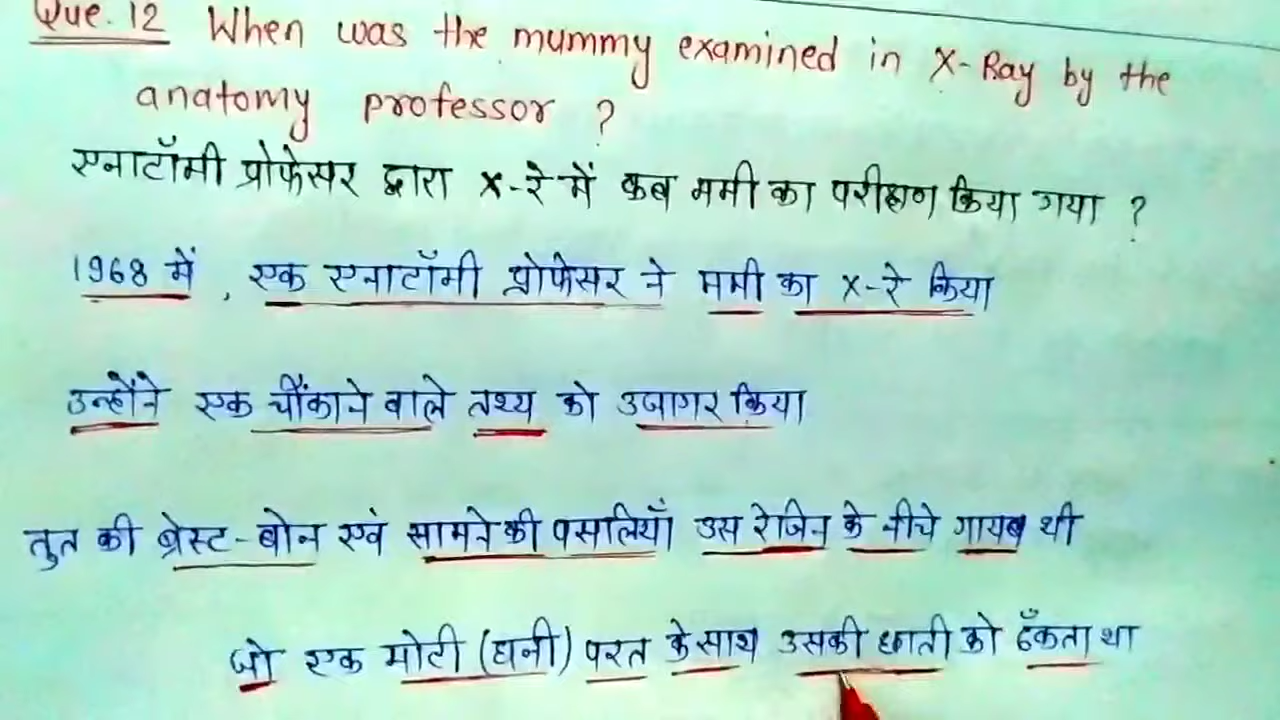 Que. 12 When was the mummy examined in X-Ray by the
anatomy professor ?
एनाटॉमी प्रोफेसर द्वारा X-रे में कब ममी का परीक्षण किया गया ?
1968 में , एक एनाटॉमी प्रोफेसर ने ममी का X-रे किया
उन्होंने एक चौंकाने वाले तथ्य को उजागर किया
तुत की ब्रेस्ट-बोन एवं सामने की पसलियाँ उस रेजिन के नीचे गायब थी
जो एक मोटी (घनी) परत के साथ उसकी छाती को ढँकता था